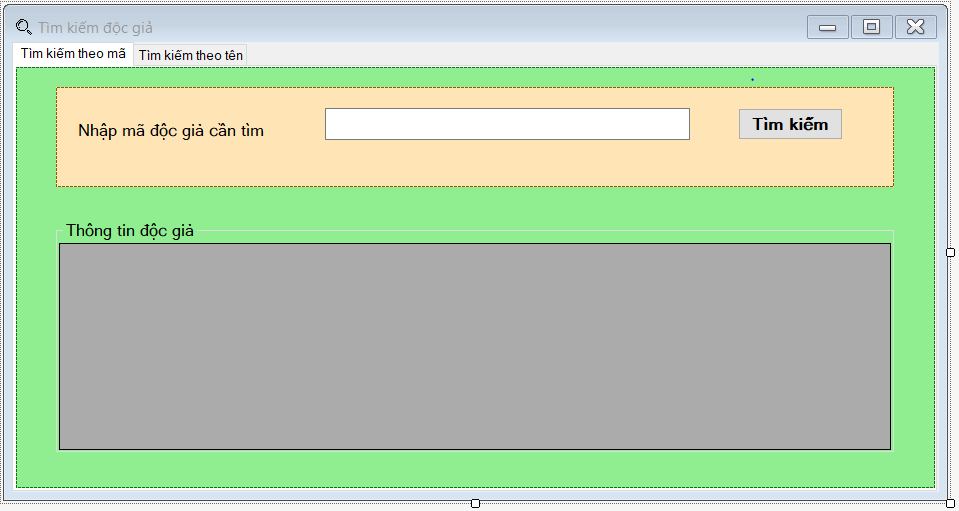 Tìm kiếm độc giả
Tìm kiếm theo mã
Tìm kiếm theo tên
Nhập mã độc giả cần tìm
Tìm kiếm
Thông tin độc giả